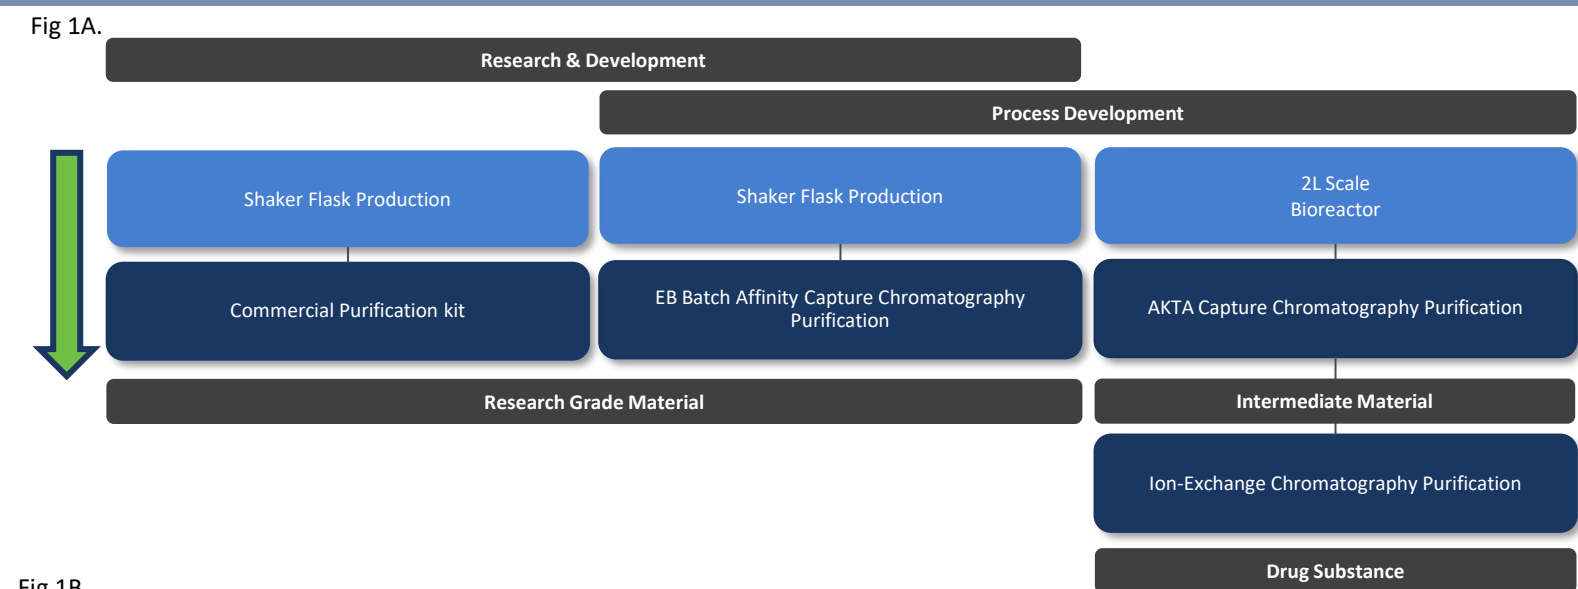 Fig 1A.
Research & Development
Process Development
Shaker Flask Production
Shaker Flask Production
2L Scale
Bioreactor
Commercial Purification kit
EB Batch Affinity Capture Chromatography
Purification
AKTA Capture Chromatography Purification
Research Grade Material
Intermediate Material
Ion-Exchange Chromatography Purification
Drug Substance
Fig 1B